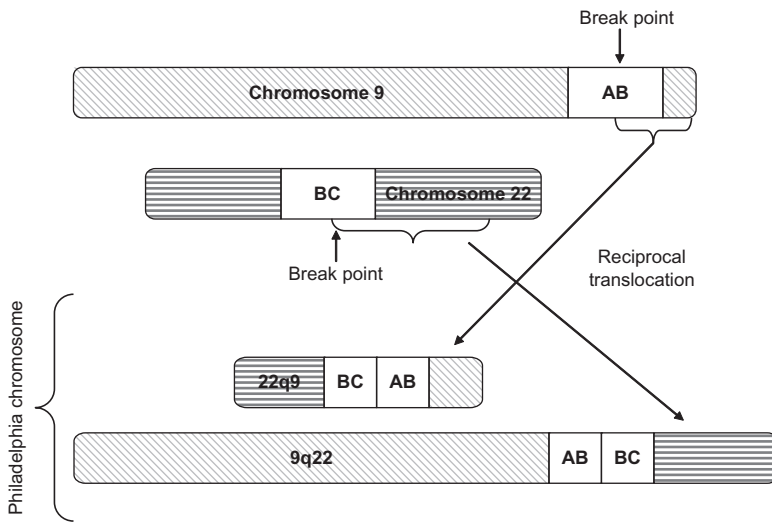 Break point
Chromosome 9
AB
BC
Chromosome 22
Break point
Reciprocal
translocation
Philadelphia chromosome
22q9
BC
AB
9q22
AB
BC